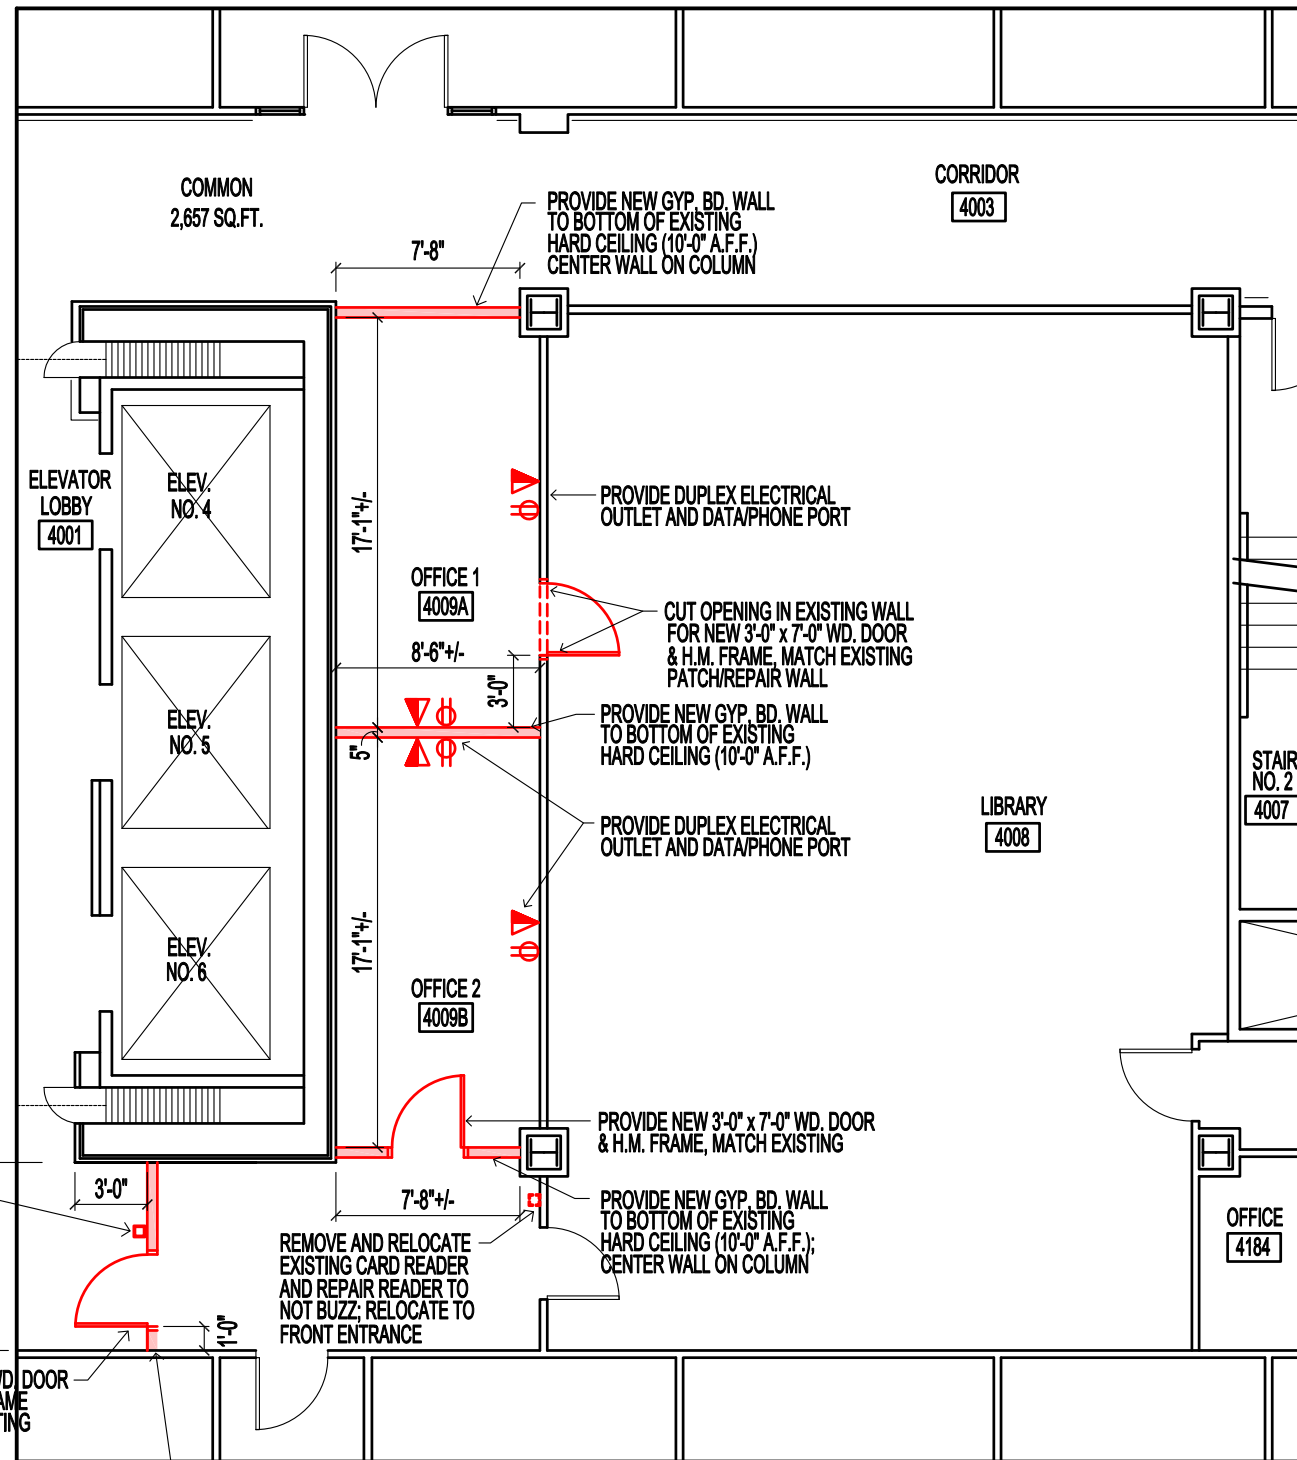 COMMON
2,657 SQ.FT.
CORRIDOR
4003
PROVIDE NEW GYP. BD. WALL
TO BOTTOM OF EXISTING
HARD CEILING (10'-0" A.F.F.)
CENTER WALL ON COLUMN
7'-8"
ELEVATOR
LOBBY
4001
ELEV.
NO. 4
17'-1"+/-
PROVIDE DUPLEX ELECTRICAL
OUTLET AND DATA/PHONE PORT
OFFICE 1
4009A
CUT OPENING IN EXISTING WALL
FOR NEW 3'-0" x 7'-0" WD. DOOR
& H.M. FRAME, MATCH EXISTING
PATCH/REPAIR WALL
8'-6"+/-
3'-0"
ELEV.
NO. 5
5"
PROVIDE NEW GYP. BD. WALL
TO BOTTOM OF EXISTING
HARD CEILING (10'-0" A.F.F.)
STAIR
NO. 2
4007
LIBRARY
4008
PROVIDE DUPLEX ELECTRICAL
OUTLET AND DATA/PHONE PORT
ELEV.
NO. 6
17'-1"+/-
OFFICE 2
4009B
PROVIDE NEW 3'-0" x 7'-0" WD. DOOR
& H.M. FRAME, MATCH EXISTING
3'-0"
7'-8"+/-
PROVIDE NEW GYP. BD. WALL
TO BOTTOM OF EXISTING
HARD CEILING (10'-0" A.F.F.);
CENTER WALL ON COLUMN
OFFICE
4184
REMOVE AND RELOCATE
EXISTING CARD READER
AND REPAIR READER TO
NOT BUZZ; RELOCATE TO
FRONT ENTRANCE
1'-0"
DOOR